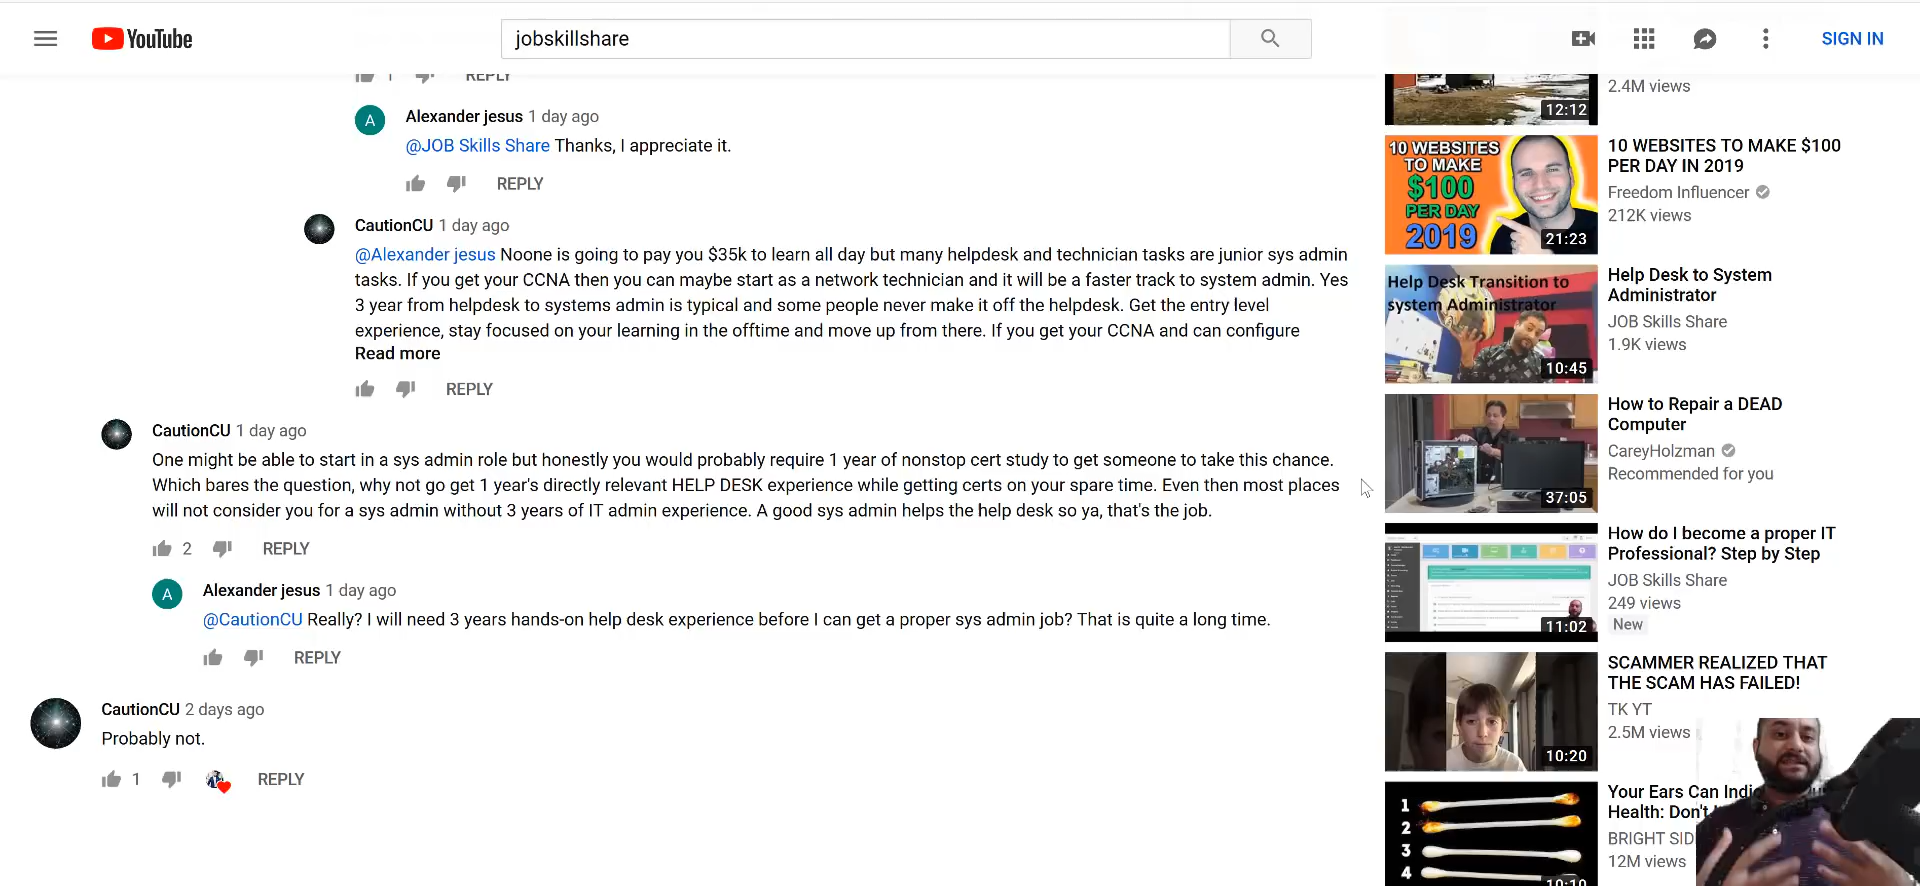 YouTube
jobskillshare
SIGN IN
1 REPLY
Alexander jesus 1 day ago
@JOB Skills Share Thanks, I appreciate it.
REPLY
CautionCU 1 day ago
@Alexander jesus Noone is going to pay you $35k to learn all day but many helpdesk and technician tasks are junior sys admin
tasks. If you get your CCNA then you can maybe start as a network technician and it will be a faster track to system admin. Yes
3 year from helpdesk to systems admin is typical and some people never make it off the helpdesk. Get the entry level
experience, stay focused on your learning in the offtime and move up from there. If you get your CCNA and can configure
Read more
REPLY
CautionCU 1 day ago
One might be able to start in a sys admin role but honestly you would probably require 1 year of nonstop cert study to get someone to take this chance.
Which bares the question, why not go get 1 year's directly relevant HELP DESK experience while getting certs on your spare time. Even then most places
will not consider you for a sys admin without 3 years of IT admin experience. A good sys admin helps the help desk so ya, that's the job.
2 REPLY
A
Alexander jesus 1 day ago
@CautionCU Really? I will need 3 years hands-on help desk experience before I can get a proper sys admin job? That is quite a long time.
REPLY
CautionCU 2 days ago
Probably not.
1 REPLY
12:12
2.4M views
10 WEBSITES
TO MAKE
$100
PER DAY
2019
21:23
10 WEBSITES TO MAKE $100
PER DAY IN 2019
Freedom Influencer
212K views
Help Desk Transition to
system Administrator
10:45
Help Desk to System
Administrator
JOB Skills Share
1.9K views
37:05
How to Repair a DEAD
Computer
CareyHolzman
Recommended for you
11:02
How do I become a proper IT
Professional? Step by Step
JOB Skills Share
249 views
New
10:20
SCAMMER REALIZED THAT
THE SCAM HAS FAILED!
TK YT
2.5M views
1
2
3
4
10:10
Your Ears Can Indi
Health: Don't
BRIGHT SID
12M views